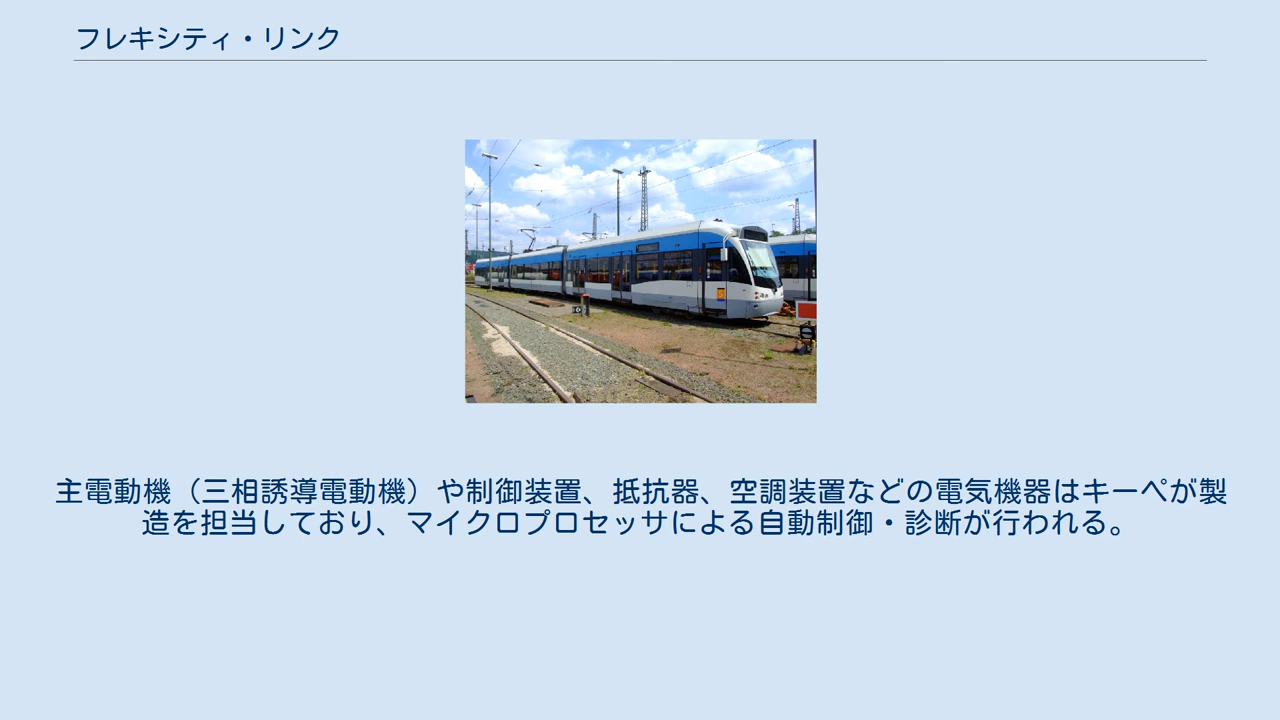 フレキシティ・リンク
主電動機（三相誘導電動機）や制御装置、抵抗器、空調装置などの電気機器はキーペが製
造を担当しており、マイクロプロセッサによる自動制御・診断が行われる。